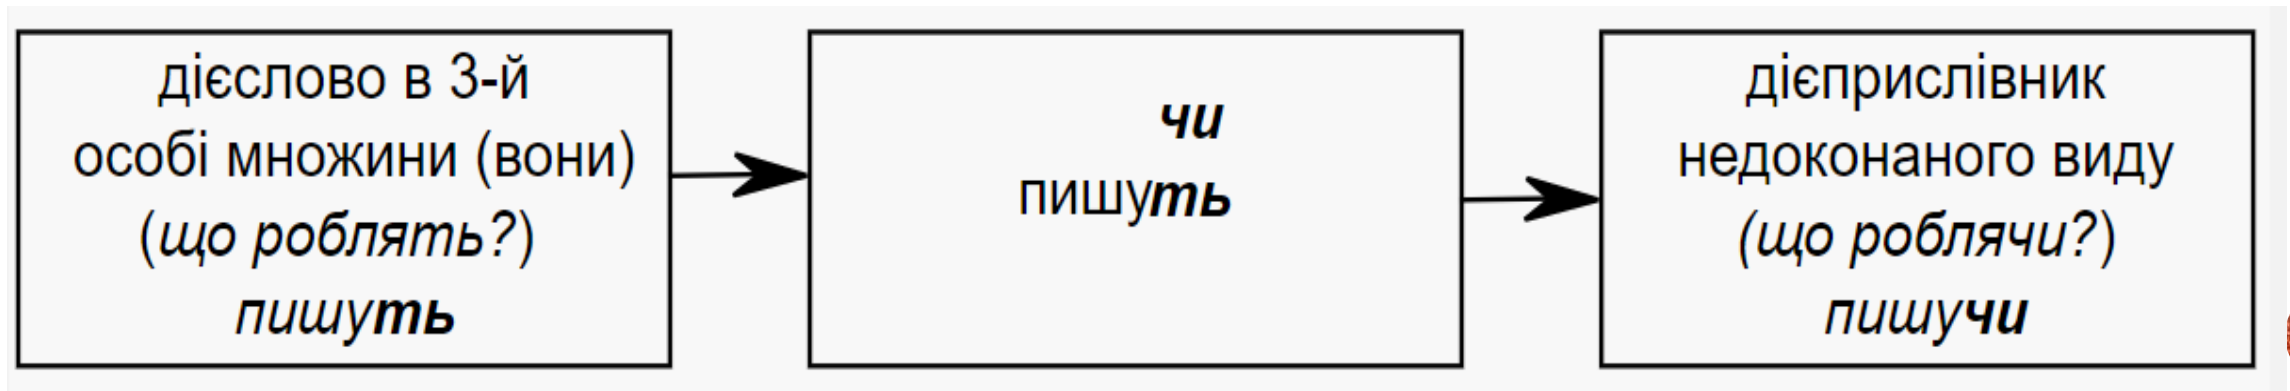 дієслово в 3-й
особі множини (вони)
(що роблять?)
пишуть
чи
пишуть
дієприслівник
недоконаного виду
(що роблячи?)
пишучи